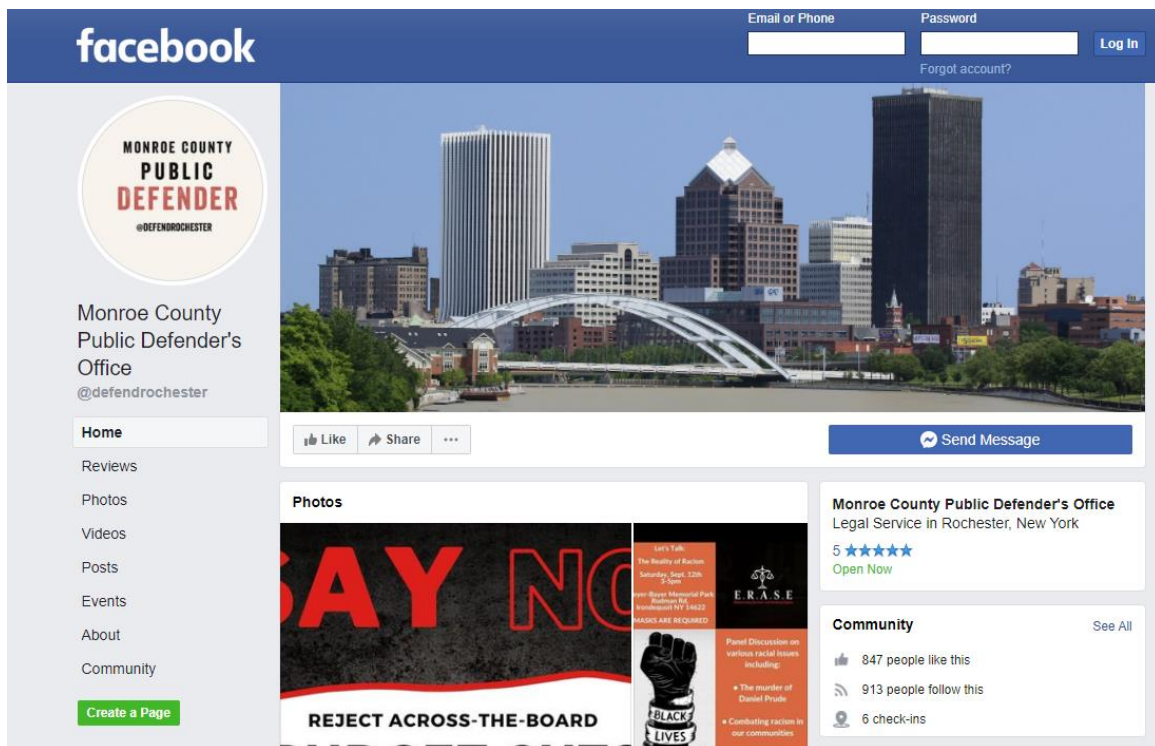 facebook
Email or Phone
Password
Log In
Forgot account?
MONROE COUNTY
PUBLIC
DEFENDER
@DEFENDROCHESTER
Monroe County
Public Defender's
Office
@defendrochester
Home
Reviews
Photos
Videos
Posts
Events
About
Community
Create a Page
Like
Share
Send Message
Photos
SAY NO
REJECT ACROSS-THE-BOARD
Let's Talk:
The Reality of Racism
Saturday, Sept. 12th
3-5pm
Memorial Park
Rodman Rd,
Irondequoit NY 14622
MASKS ARE REQUIRED
E.R.A.S.E
Panel Discussion on
various racial issues
including:
• The murder of
Daniel Prude
• Combating racism in
our communities
BLACK
LIVES
Monroe County Public Defender's Office
Legal Service in Rochester, New York
5
Open Now
Community
See All
847 people like this
913 people follow this
6 check-ins